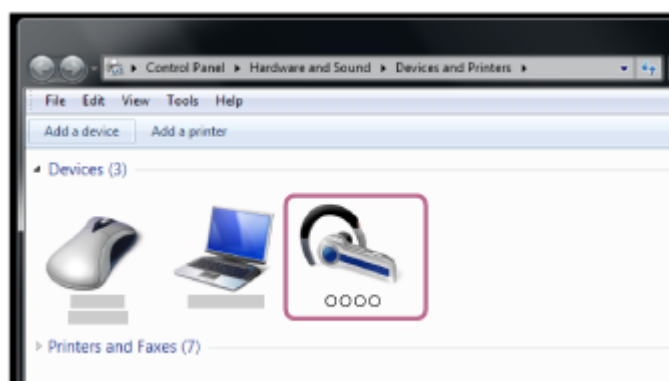 Control Panel ▸ Hardware and Sound ▸ Devices and Printers ▸
File Edit View Tools Help
Add a device Add a printer
Devices (3)
OOOO
Printers and Faxes (7)